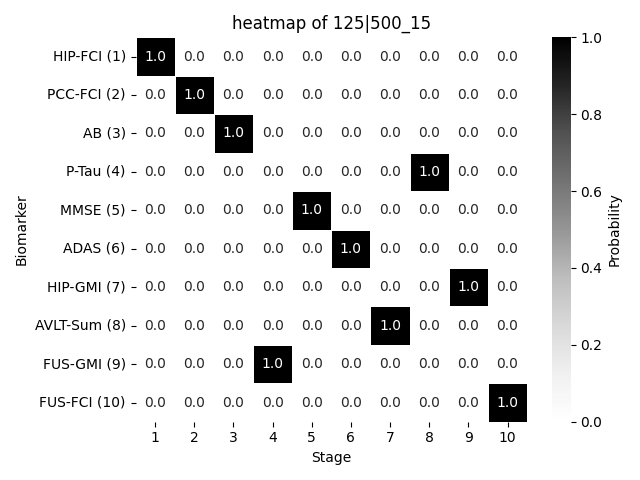 heatmap of 125|500_15
HIP-FCI (1) 1.0 0.0 0.0 0.0 0.0 0.0 0.0 0.0 0.0 0.0
PCC-FCI (2) 0.0 1.0 0.0 0.0 0.0 0.0 0.0 0.0 0.0 0.0
AB (3) 0.0 0.0 1.0 0.0 0.0 0.0 0.0 0.0 0.0 0.0
P-Tau (4) 0.0 0.0 0.0 0.0 0.0 0.0 0.0 1.0 0.0 0.0
MMSE (5) 0.0 0.0 0.0 0.0 1.0 0.0 0.0 0.0 0.0 0.0
ADAS (6) 0.0 0.0 0.0 0.0 0.0 1.0 0.0 0.0 0.0 0.0
HIP-GMI (7) 0.0 0.0 0.0 0.0 0.0 0.0 0.0 0.0 1.0 0.0
AVLT-Sum (8) 0.0 0.0 0.0 0.0 0.0 0.0 1.0 0.0 0.0 0.0
FUS-GMI (9) 0.0 0.0 0.0 1.0 0.0 0.0 0.0 0.0 0.0 0.0
FUS-FCI (10) 0.0 0.0 0.0 0.0 0.0 0.0 0.0 0.0 0.0 1.0
1 2 3 4 5 6 7 8 9 10
Stage
Biomarker
1.0
0.8
0.6
0.4
0.2
0.0
Probability